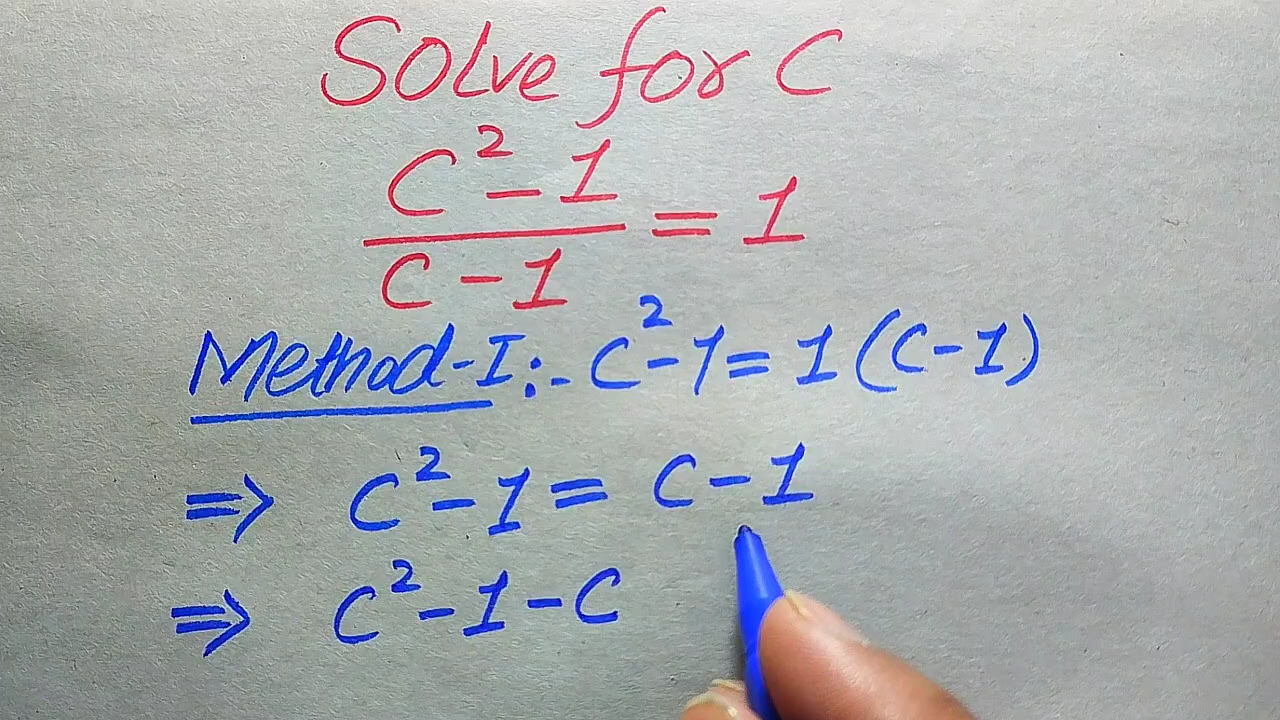 Solve for C
C² - 1
C - 1 = 1
Method-I:- C² - 1 = 1 (C - 1)
⇒ C² - 1 = C - 1
⇒ C² - 1 - C